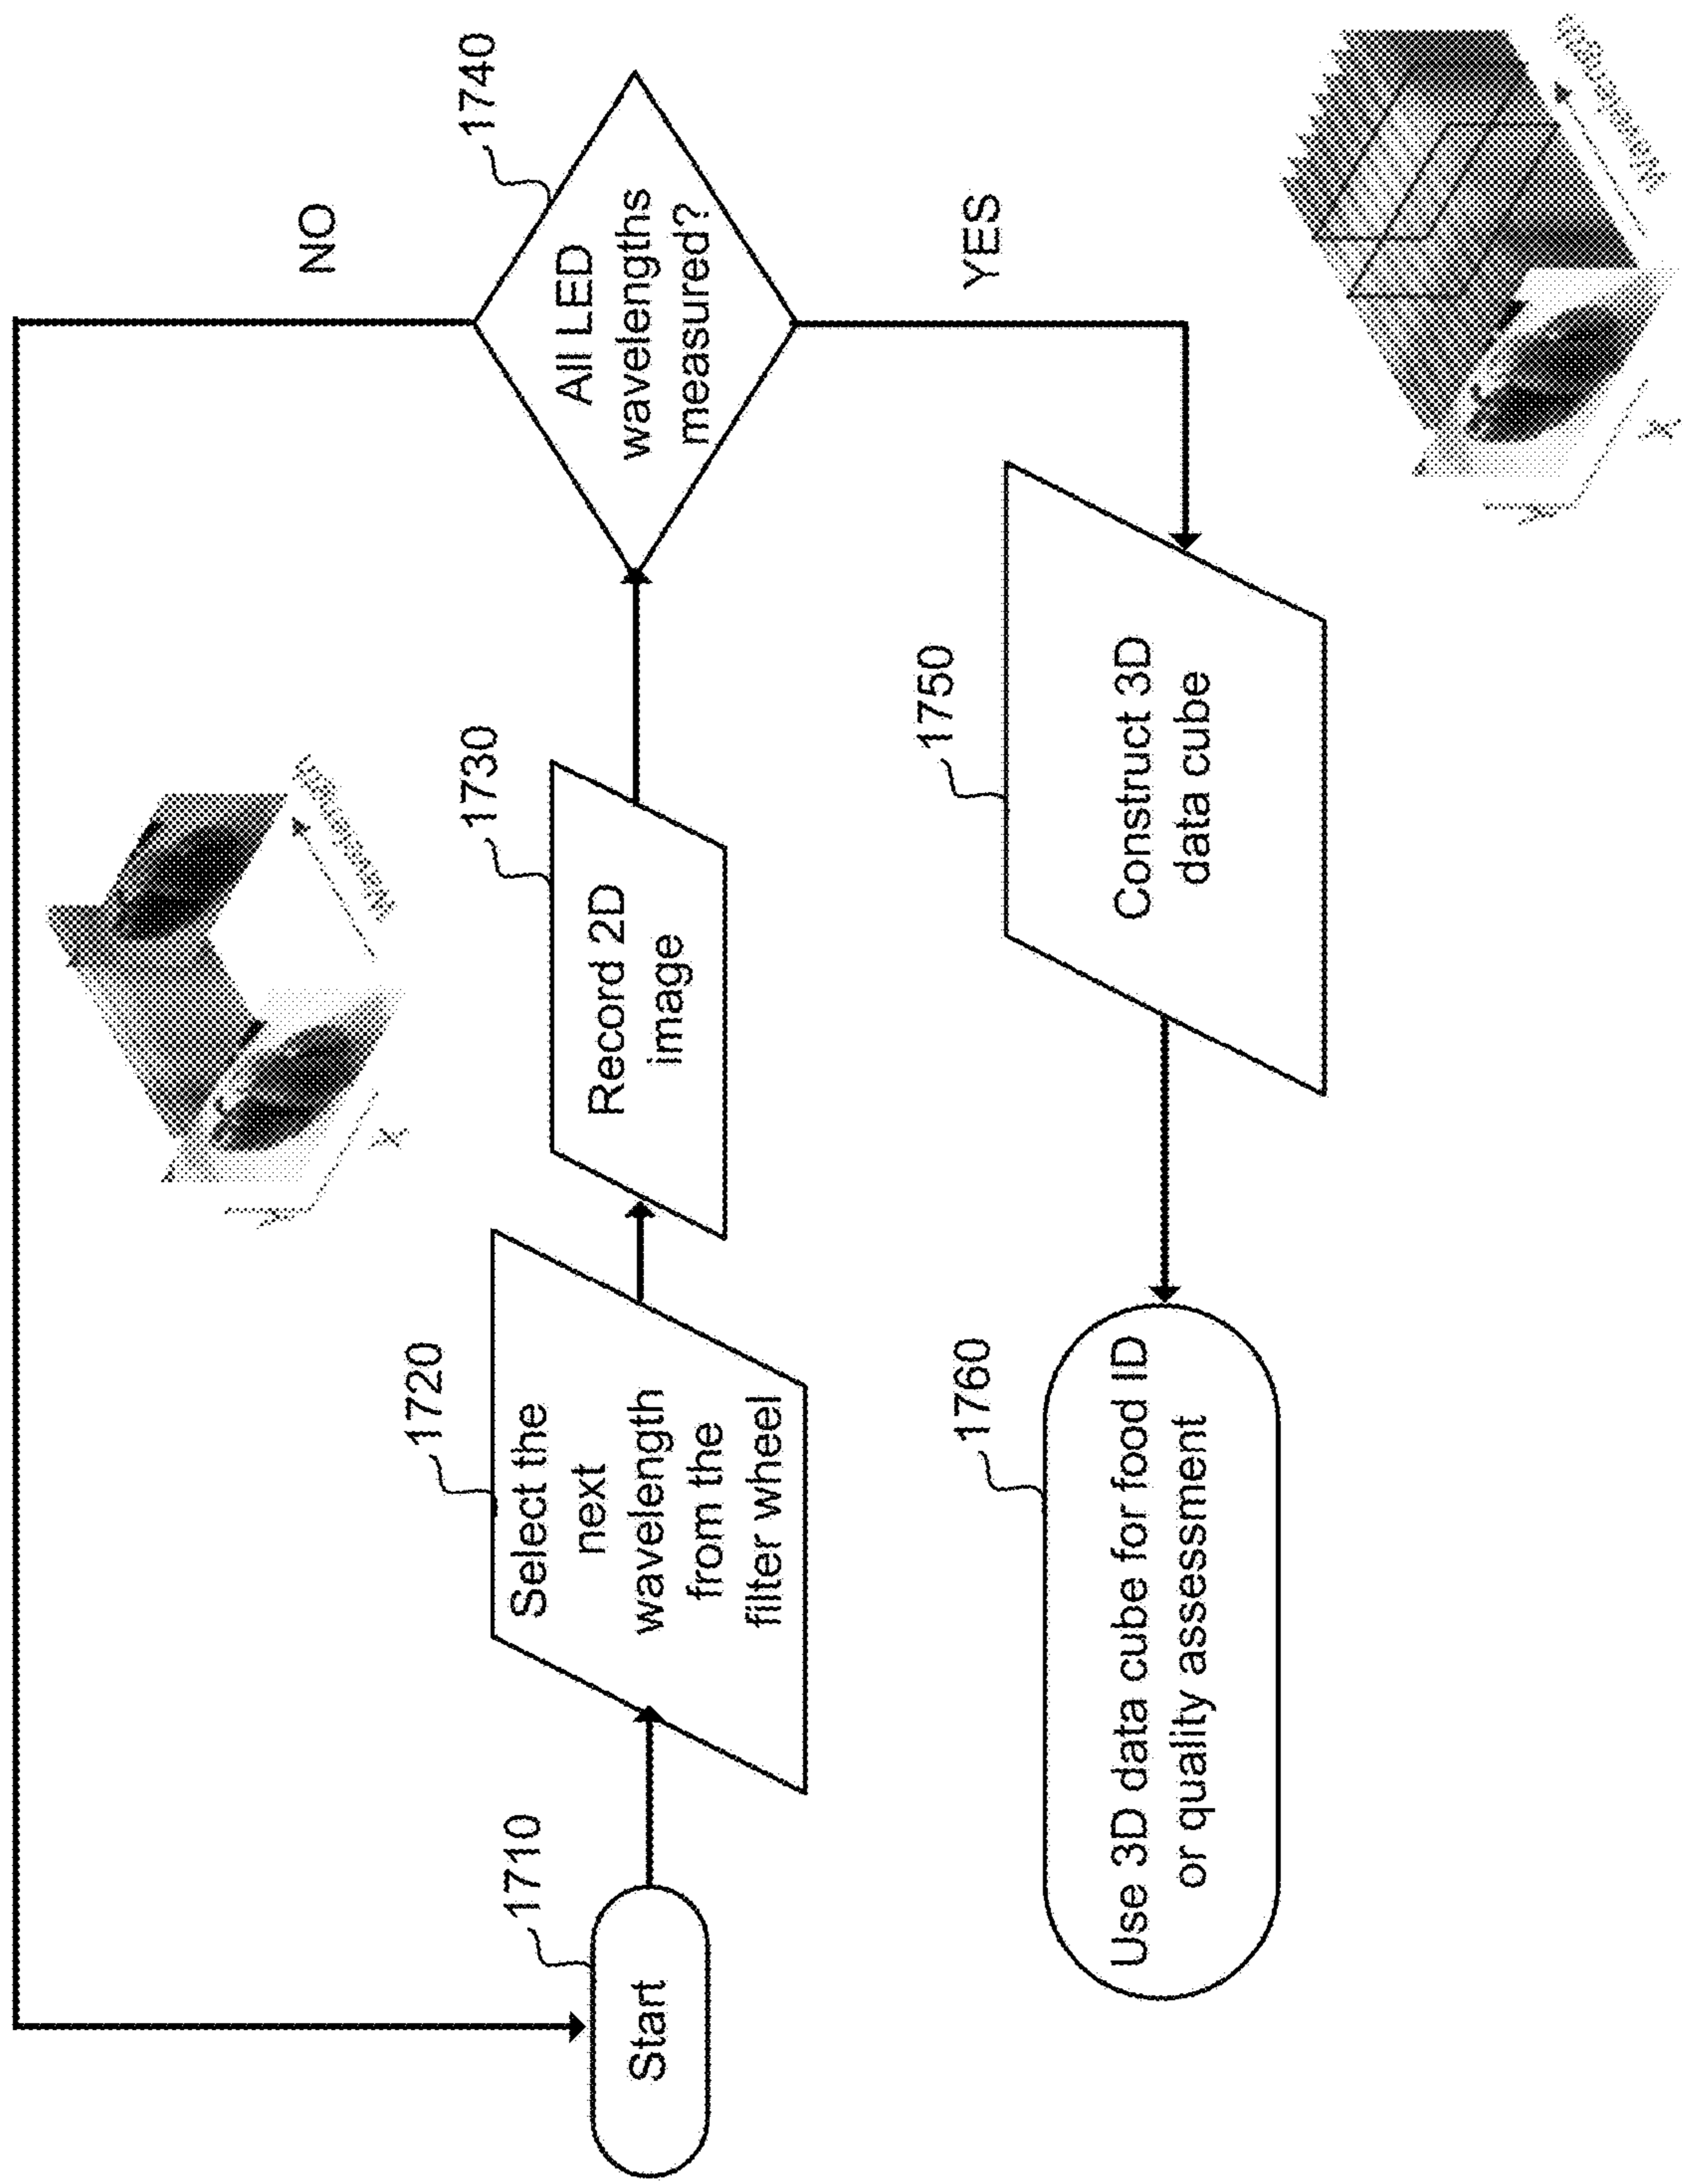 NO
1710
Start
1720
Select the
next
wavelength
from the
filter wheel
1730
Record 2D
image
1740
All LED
wavelengths
measured?
Y
X
Wavelength
YES
1750
Construct 3D
data cube
1760
Use 3D data cube for food ID
or quality assessment
Y
X
Wavelength